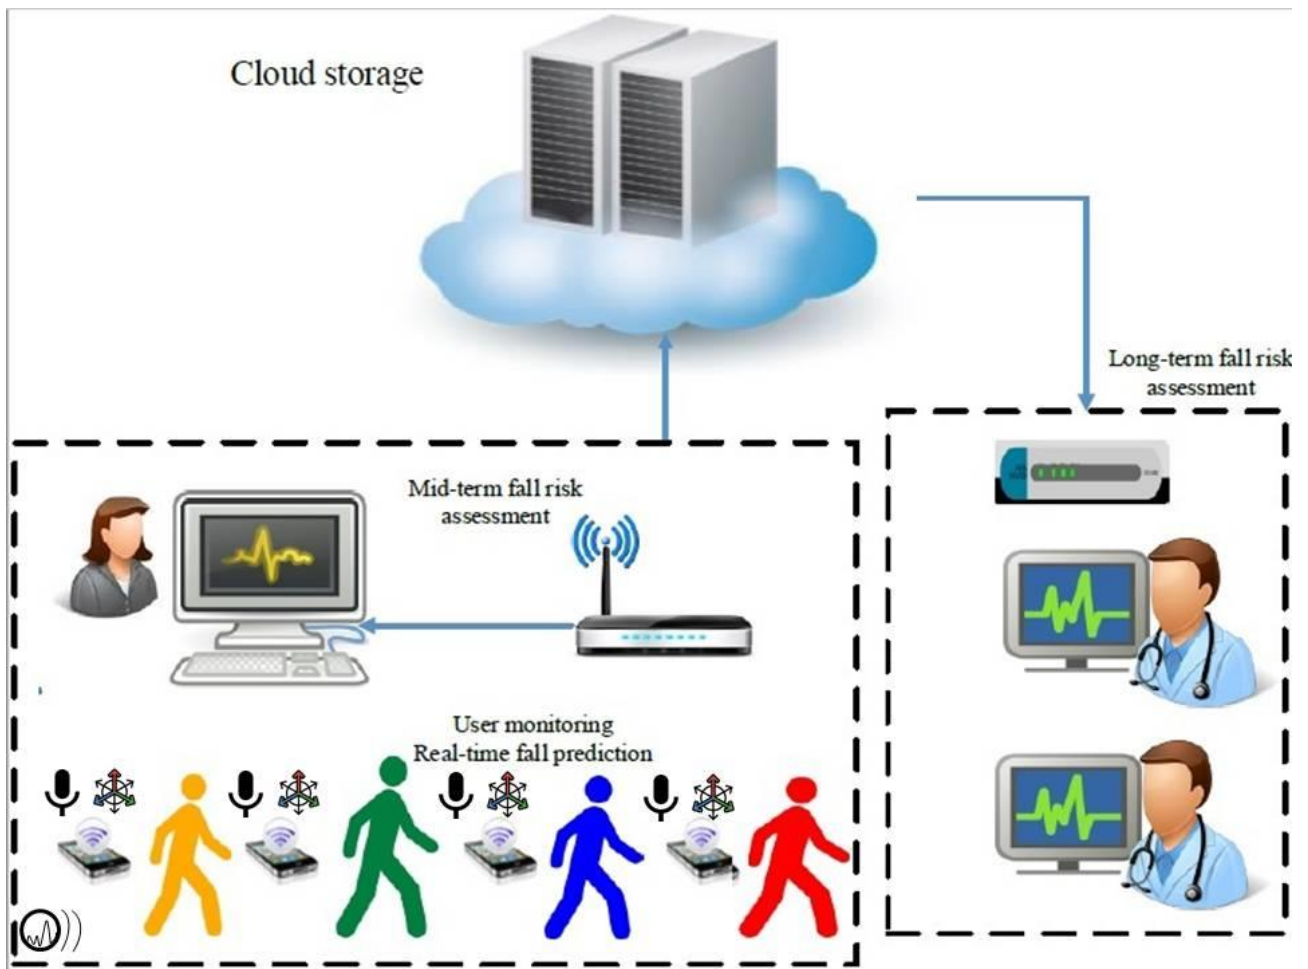 Cloud storage
Long-term fall risk
assessment
Mid-term fall risk
assessment
User monitoring
Real-time fall prediction